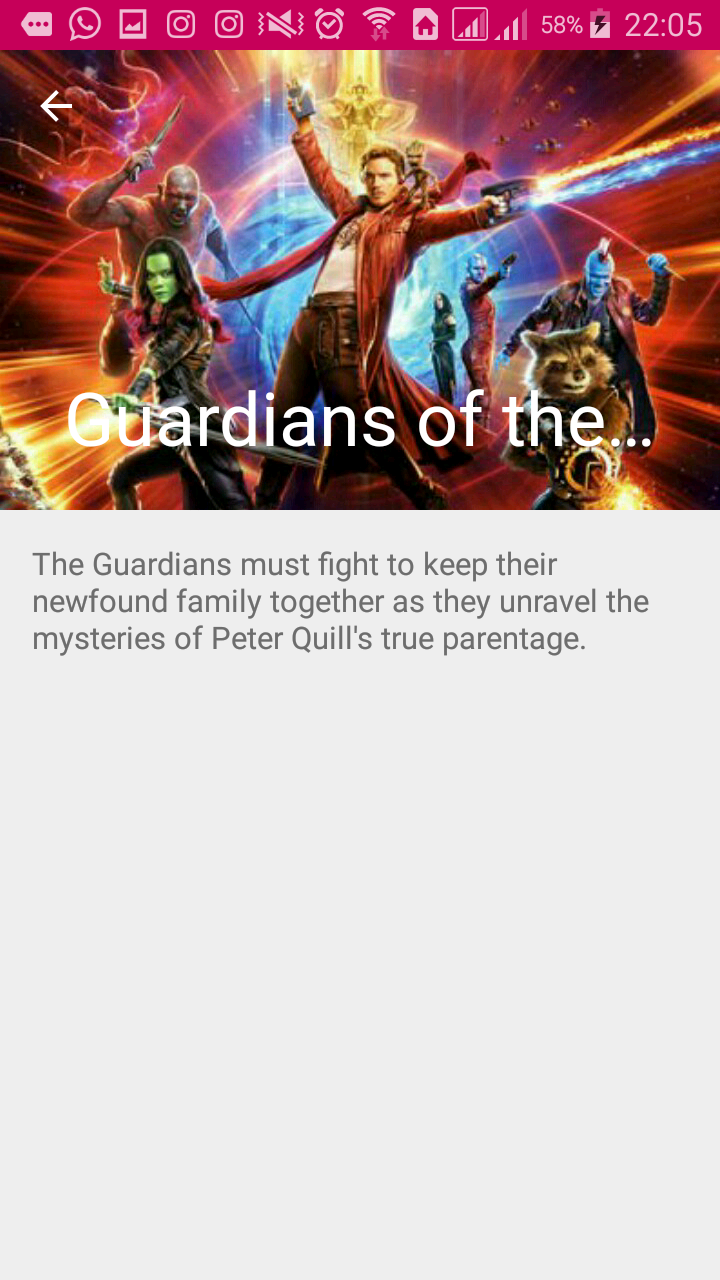 58% 22:05
Guardians of the...
The Guardians must fight to keep their
newfound family together as they unravel the
mysteries of Peter Quill's true parentage.